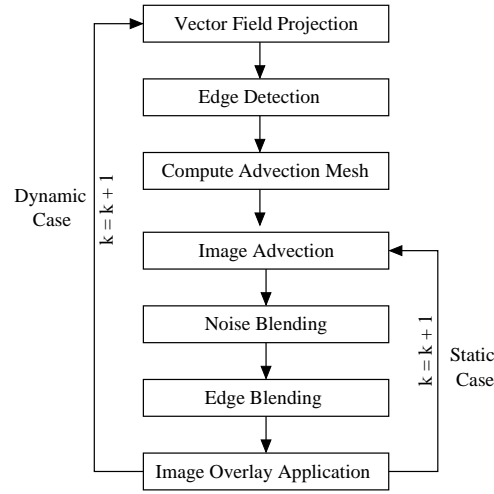 Vector Field Projection
Edge Detection
Compute Advection Mesh
Dynamic
Case
k = k + 1
Image Advection
Noise Blending
k = k + 1
Static
Case
Edge Blending
Image Overlay Application